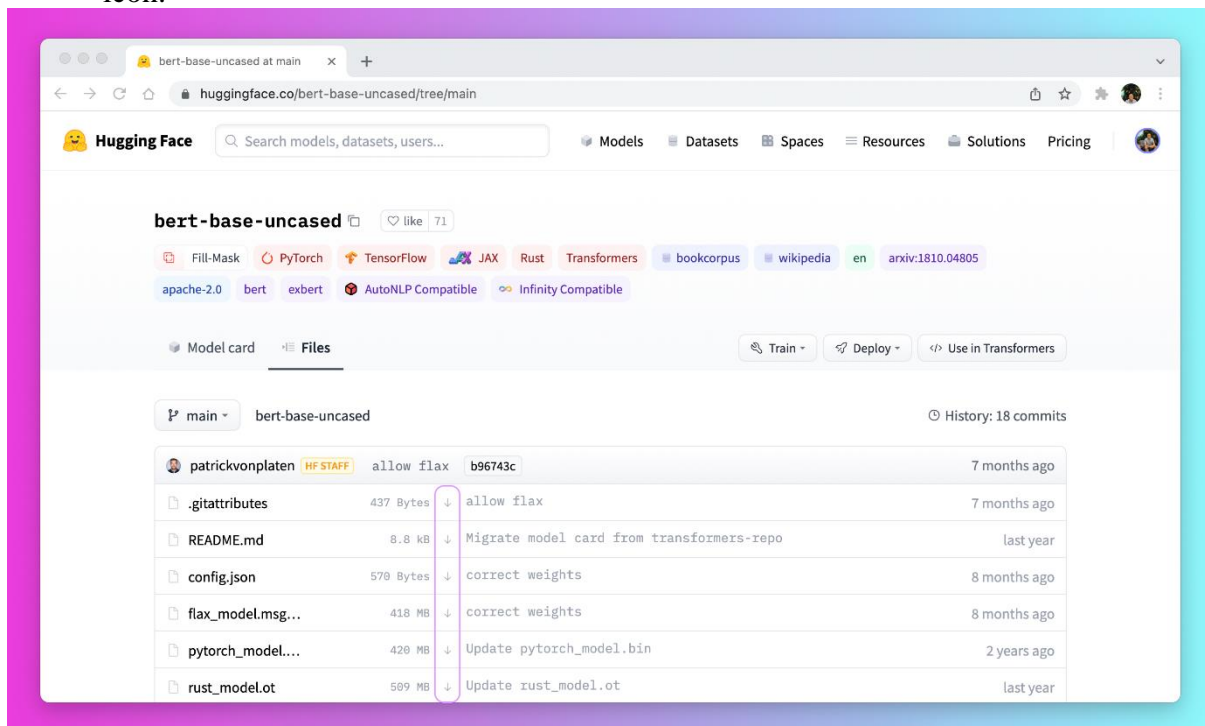 icon.
bert-base-uncased at main
huggingface.co/bert-base-uncased/tree/main
Hugging Face Search models, datasets, users... Models Datasets Spaces Resources Solutions Pricing
bert-base-uncased like 71
Fill-Mask PyTorch TensorFlow JAX Rust Transformers bookcorpus wikipedia en arxiv:1810.04805
apache-2.0 bert exbert AutoNLP Compatible Infinity Compatible
Model card Files Train Deploy </> Use in Transformers
main bert-base-uncased History: 18 commits
patrickvonplaten HF STAFF allow flax b96743c 7 months ago
.gitattributes 437 Bytes ↓ allow flax 7 months ago
README.md 8.8 kB ↓ Migrate model card from transformers-repo last year
config.json 570 Bytes ↓ correct weights 8 months ago
flax_model.msg... 418 MB ↓ correct weights 8 months ago
pytorch_model.... 420 MB ↓ Update pytorch_model.bin 2 years ago
rust_model.ot 509 MB ↓ Update rust_model.ot last year